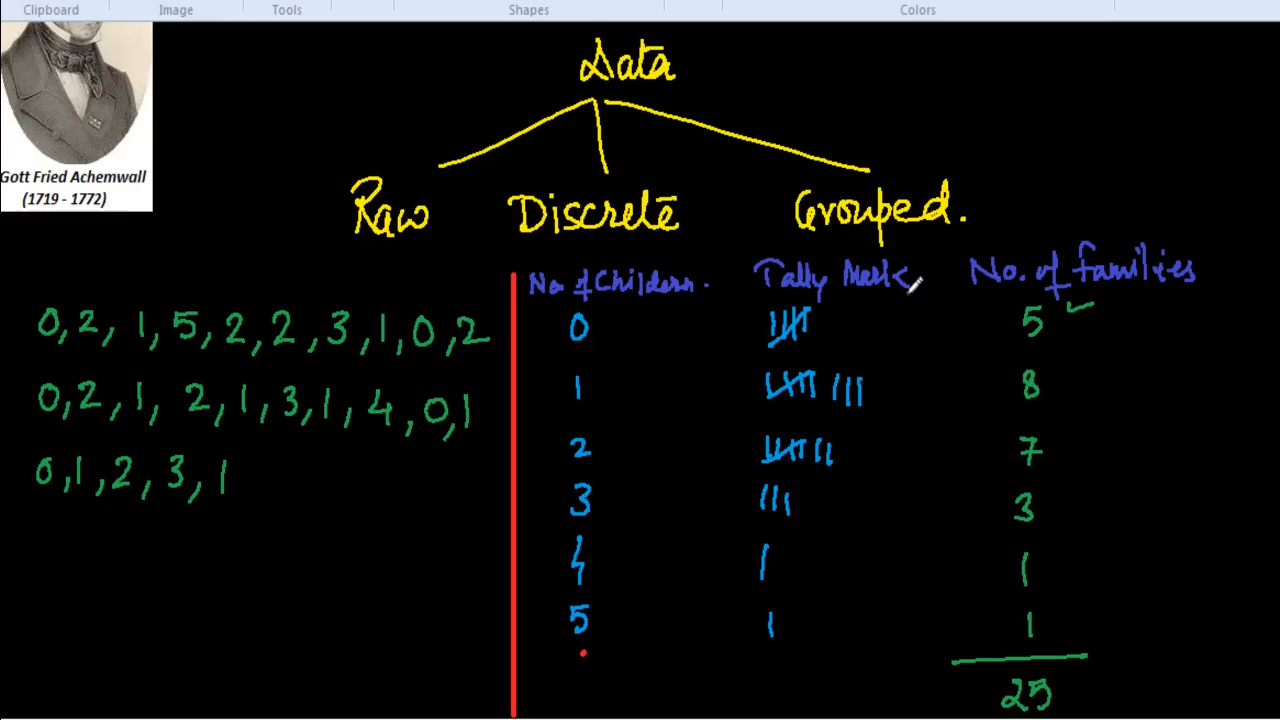 Clipboard Image Tools Shapes Colors
Gott Fried Achemwall
(1719 - 1772)
Data
Raw Discrete Grouped.
No of Childern. Tally Mark No. of families
0, 2, 1, 5, 2, 2, 3, 1, 0, 2
0, 2, 1, 2, 1, 3, 1, 4, 0, 1
0, 1, 2, 3, 1
0 5
1 8
2 7
3 3
4 1
5 1
25